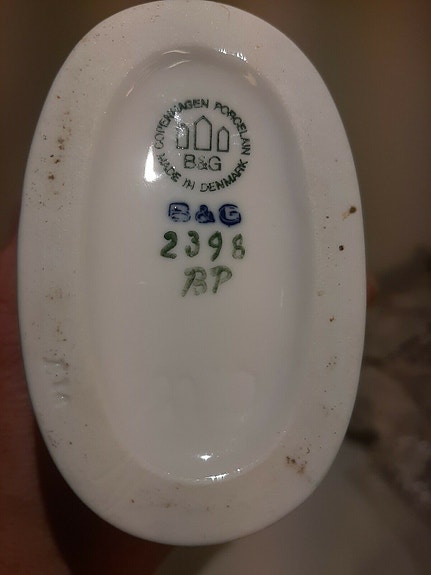 COPENHAGEN PORCELAIN
B&G
MADE IN DENMARK
B&G
2398
BP